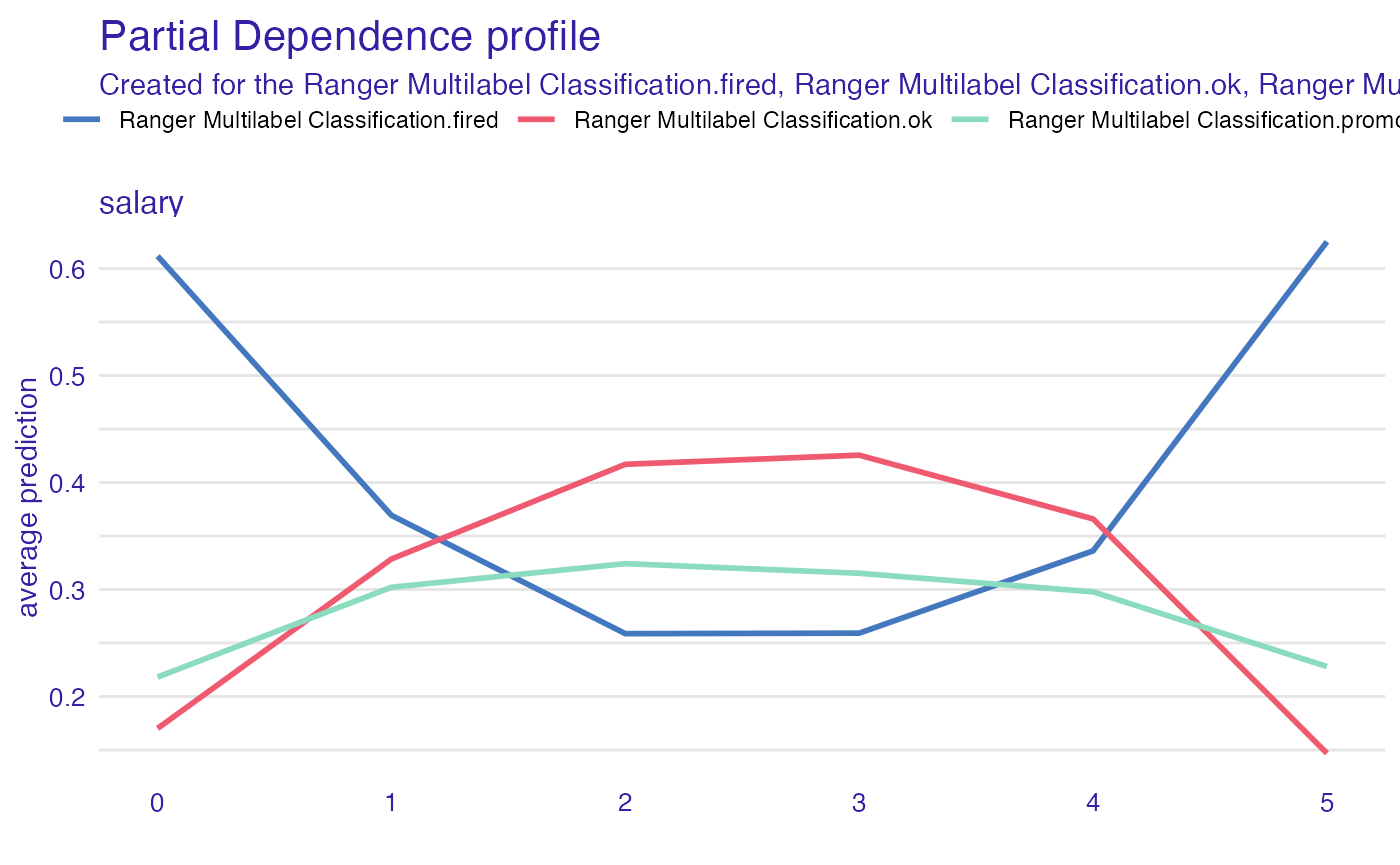 Partial Dependence profile
Created for the Ranger Multilabel Classification.fired, Ranger Multilabel Classification.ok, Ranger
Ranger Multilabel Classification.fired Ranger Multilabel Classification.ok Ranger Multilabel
salary
0.6
0.5
0.4
0.3
0.2
average prediction
0 1 2 3 4 5